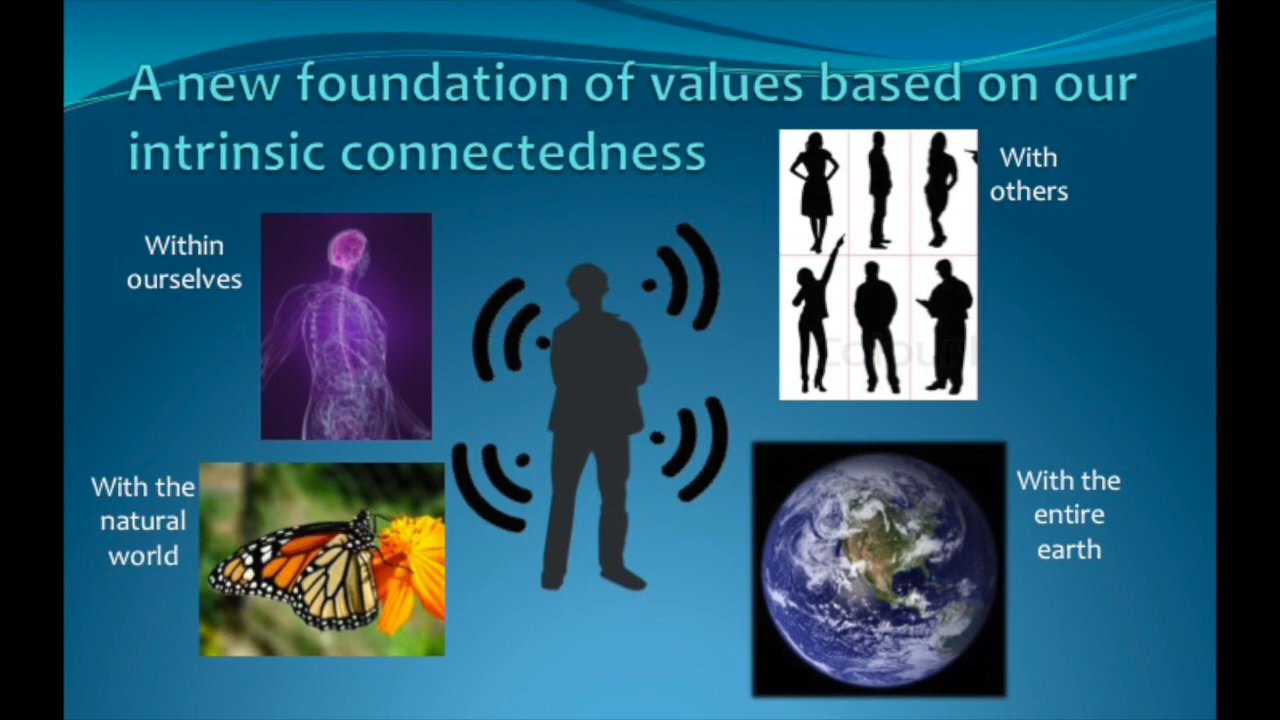 A new foundation of values based on our
intrinsic connectedness
With
others
Within
ourselves
With the
natural
world
With the
entire
earth